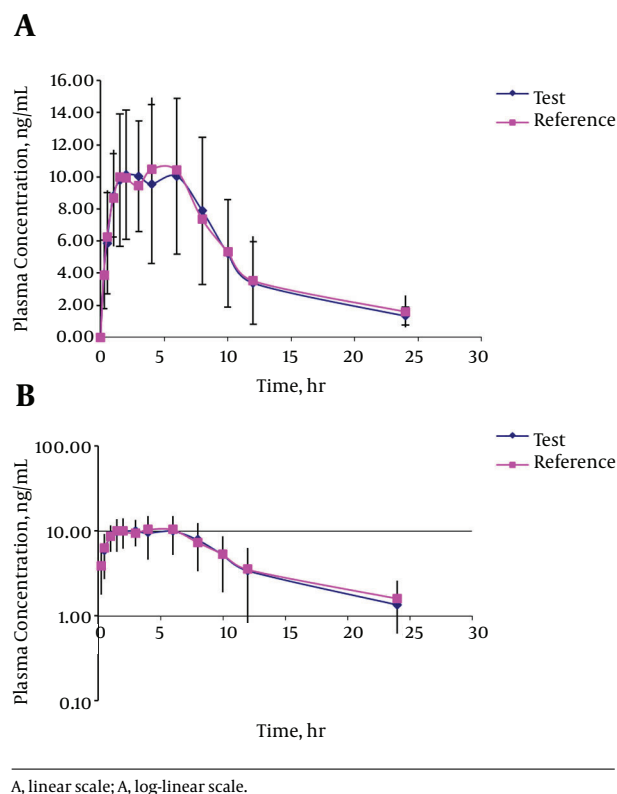 A
Plasma Concentration, ng/mL
16.00
14.00
12.00
10.00
8.00
6.00
4.00
2.00
0.00
0 5 10 15 20 25 30
Time, hr
Test
Reference
B
Plasma Concentration, ng/mL
100.00
10.00
1.00
0.10
0 5 10 15 20 25 30
Time, hr
Test
Reference
A, linear scale; A, log-linear scale.